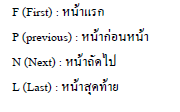 F (First) : หน้าแรก
P (previous) : หน้าก่อนหน้า
N (Next) : หน้าถัดไป
L (Last) : หน้าสุดท้าย